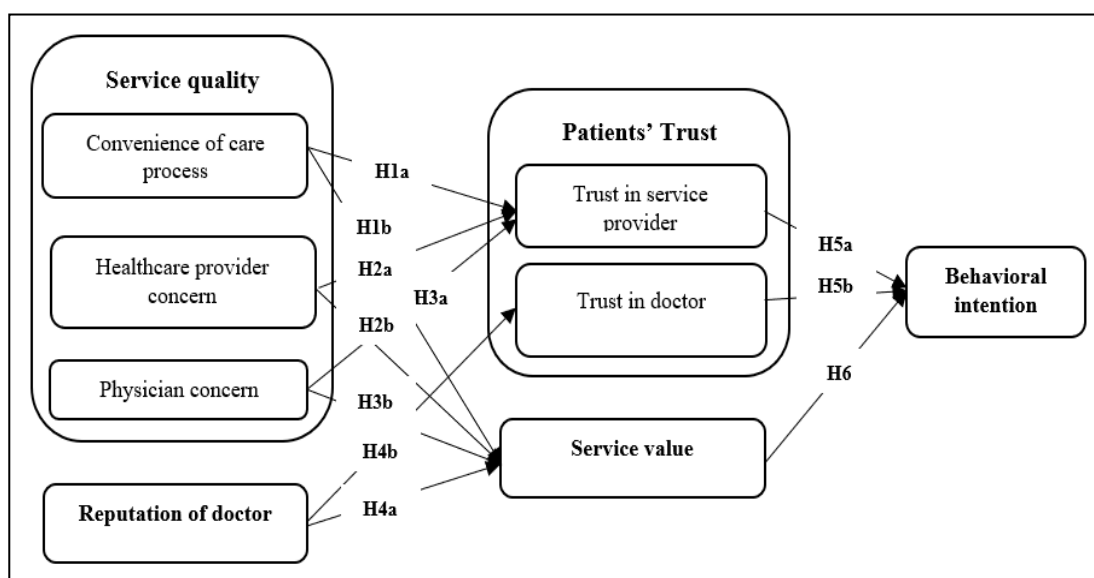 Service quality
Convenience of care
process
Healthcare provider
concern
Physician concern
Reputation of doctor
H1a
H1b
H2a
H3a
H2b
H3b
H4b
H4a
Patients’ Trust
Trust in service
provider
Trust in doctor
Service value
H5a
H5b
H6
Behavioral
intention